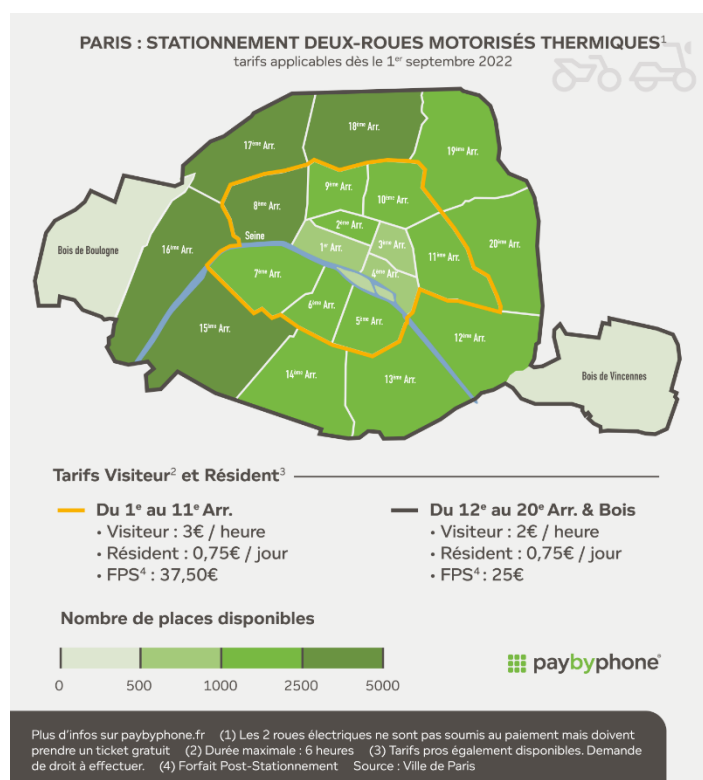 PARIS : STATIONNEMENT DEUX-ROUES MOTORISÉS THERMIQUES¹
tarifs applicables dès le 1er septembre 2022
18ème Arr.
17ème Arr.
19ème Arr.
9ème Arr.
10ème Arr.
8ème Arr.
2ème Arr.
Seine
1er Arr.
3ème Arr.
20ème Arr.
Bois de Boulogne
16ème Arr.
11ème Arr.
7ème Arr.
4ème Arr.
6ème Arr.
5ème Arr.
15ème Arr.
12ème Arr.
14ème Arr.
13ème Arr.
Bois de Vincennes
Tarifs Visiteur² et Résident³
Du 1e au 11e Arr.
• Visiteur : 3€ / heure
• Résident : 0,75€ / jour
• FPS⁴ : 37,50€
Du 12e au 20e Arr. & Bois
• Visiteur : 2€ / heure
• Résident : 0,75€ / jour
• FPS⁴ : 25€
Nombre de places disponibles
0 500 1000 2500 5000
paybyphone®
Plus d'infos sur paybyphone.fr (1) Les 2 roues électriques ne sont pas soumis au paiement mais doivent
prendre un ticket gratuit (2) Durée maximale : 6 heures (3) Tarifs pros également disponibles. Demande
de droit à effectuer. (4) Forfait Post-Stationnement Source : Ville de Paris